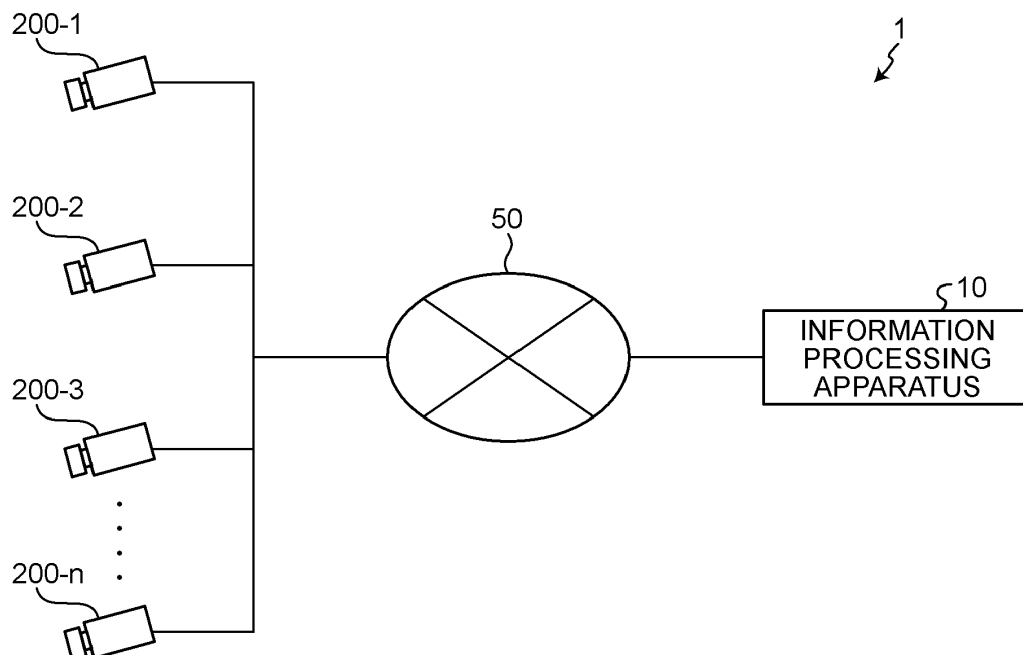 200-1
1
200-2
50
10
INFORMATION
PROCESSING
APPARATUS
200-3
200-n